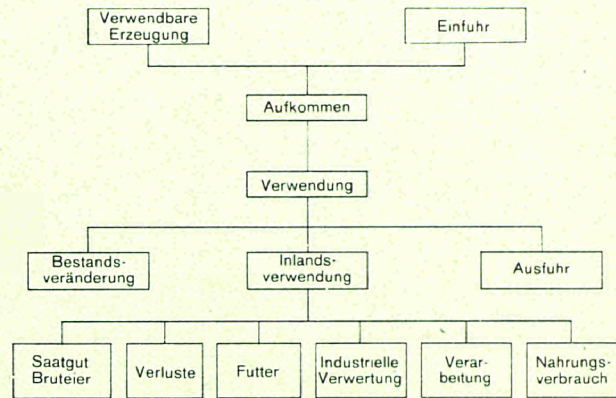 Verwendbare
Erzeugung
Einfuhr
Aufkommen
Verwendung
Bestands-
veränderung
Inlands-
verwendung
Ausfuhr
Saatgut
Bruteier
Verluste
Futter
Industrielle
Verwertung
Verar-
beitung
Nahrungs-
verbrauch